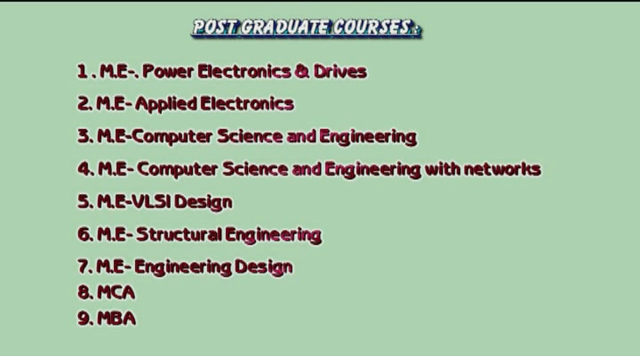 POST GRADUATE COURSES :
1 . M.E-. Power Electronics & Drives
2. M.E- Applied Electronics
3. M.E-Computer Science and Engineering
4. M.E- Computer Science and Engineering with networks
5. M.E-VLSI Design
6. M.E- Structural Engineering
7. M.E- Engineering Design
8. MCA
9. MBA